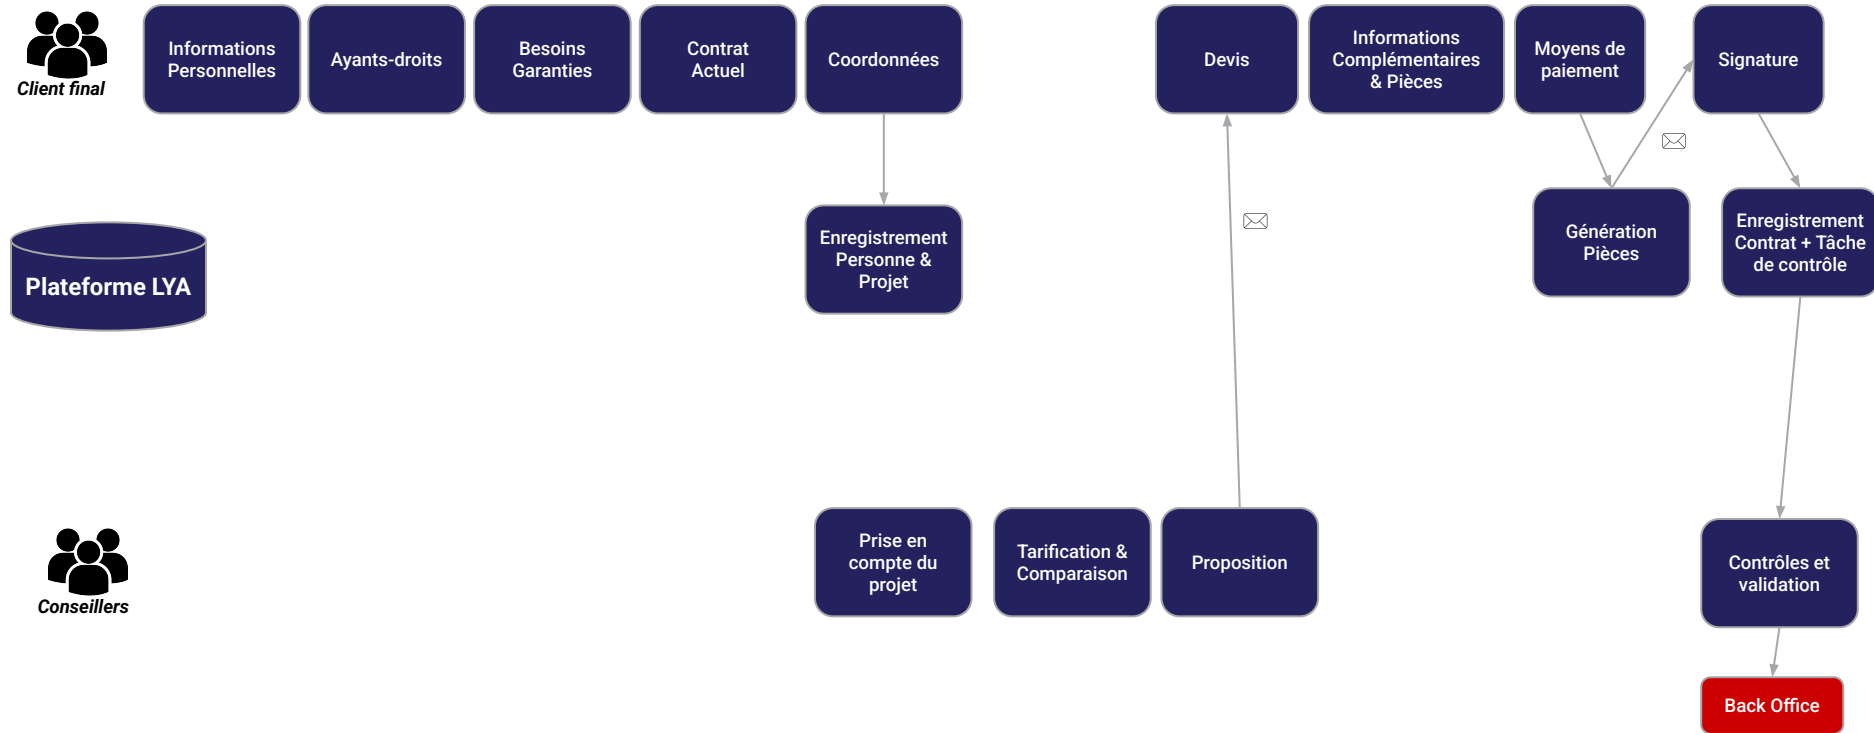 Client final
Informations
Personnelles
Ayants-droits
Besoins
Garanties
Contrat
Actuel
Coordonnées
Devis
Informations
Complémentaires
& Pièces
Moyens de
paiement
Signature
Plateforme LYA
Enregistrement
Personne &
Projet
Génération
Pièces
Enregistrement
Contrat + Tâche
de contrôle
Conseillers
Prise en
compte du
projet
Tarification &
Comparaison
Proposition
Contrôles et
validation
Back Office